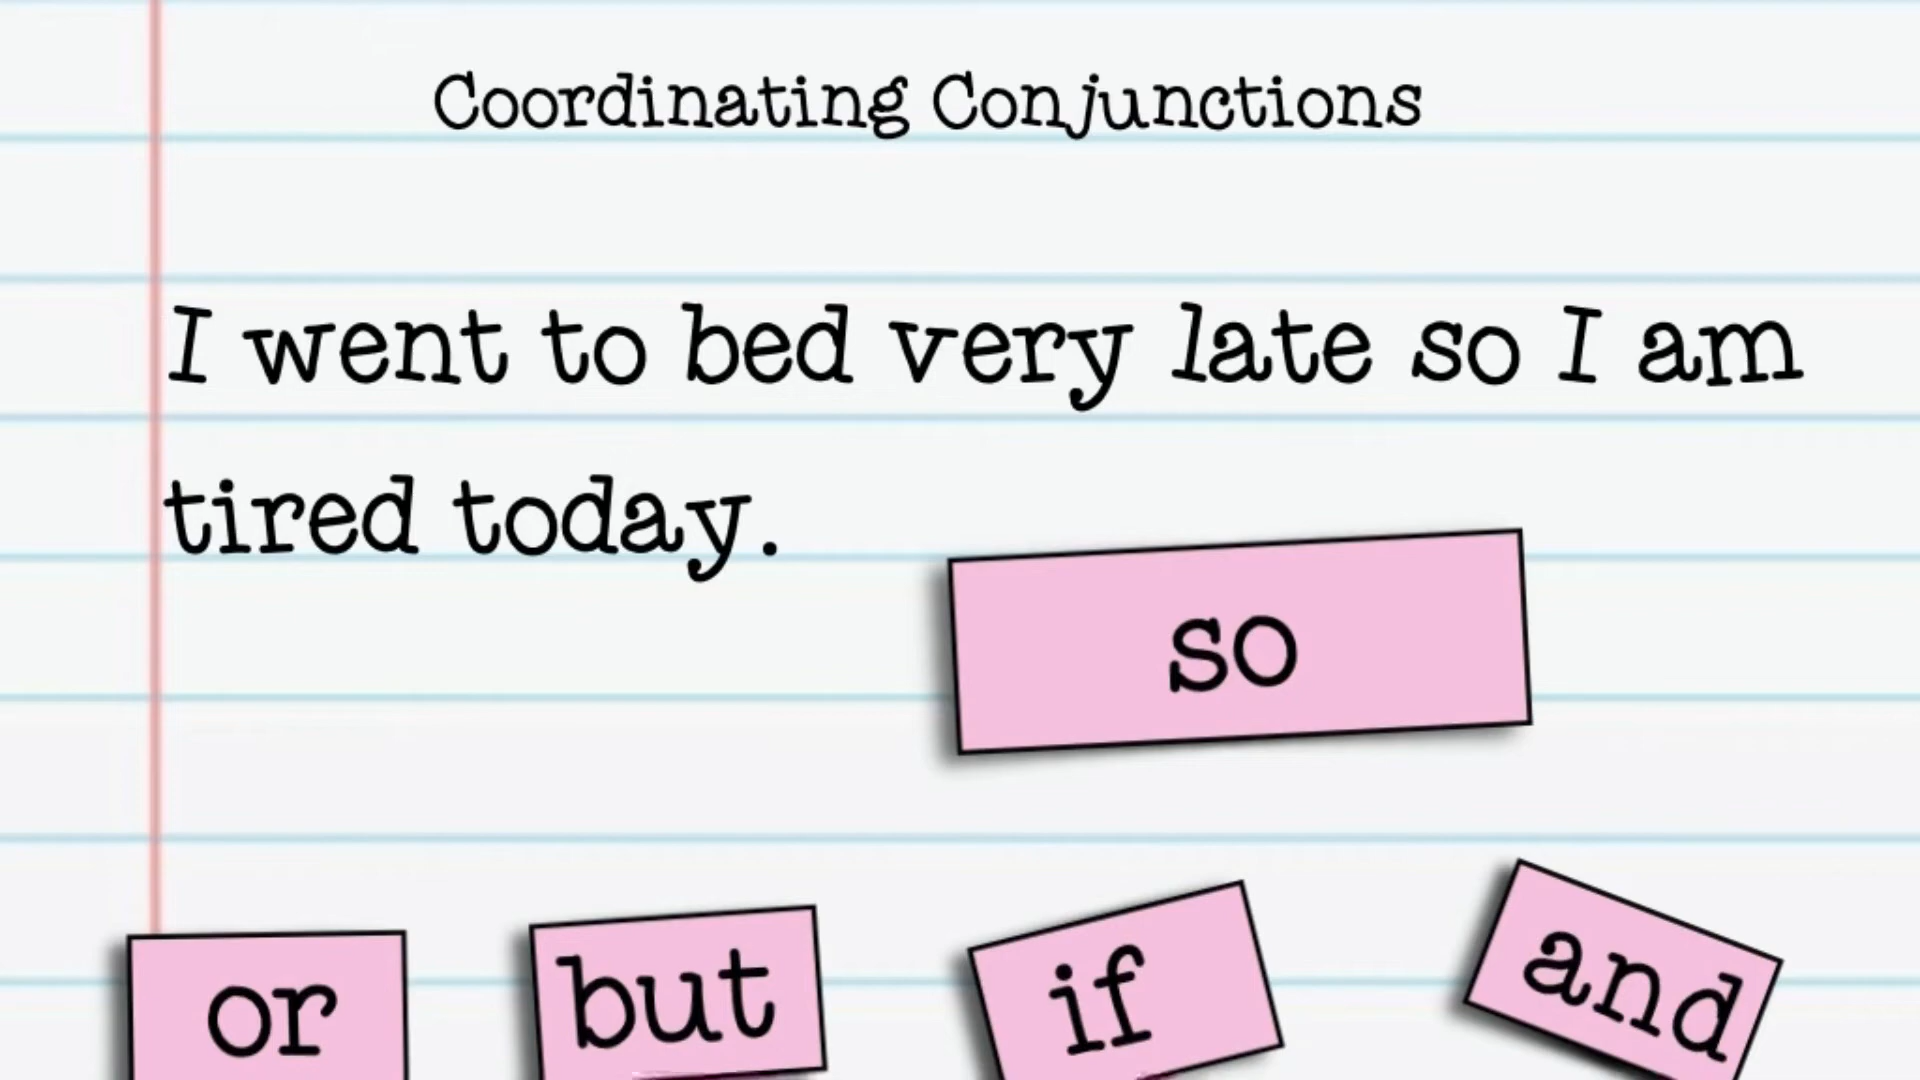 Coordinating Conjunctions
I went to bed very late so I am
tired today.
so
or but if and